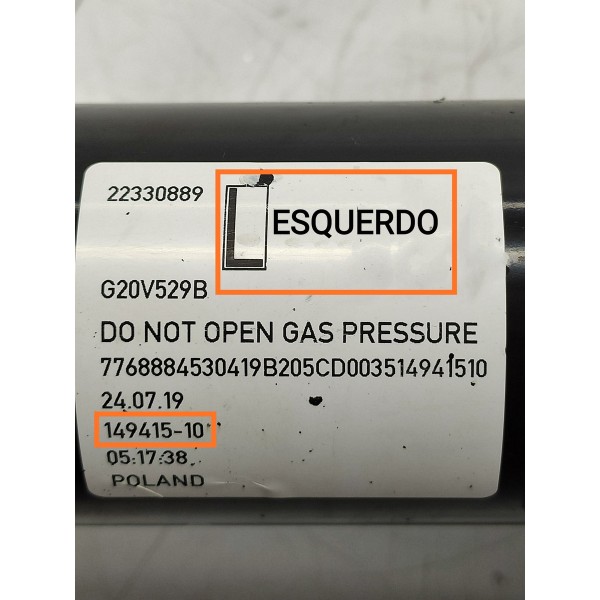 22330889
L ESQUERDO
G20V529B
DO NOT OPEN GAS PRESSURE
7768884530419B205CD003514941510
24.07.19
149415-10
05:17:38
POLAND